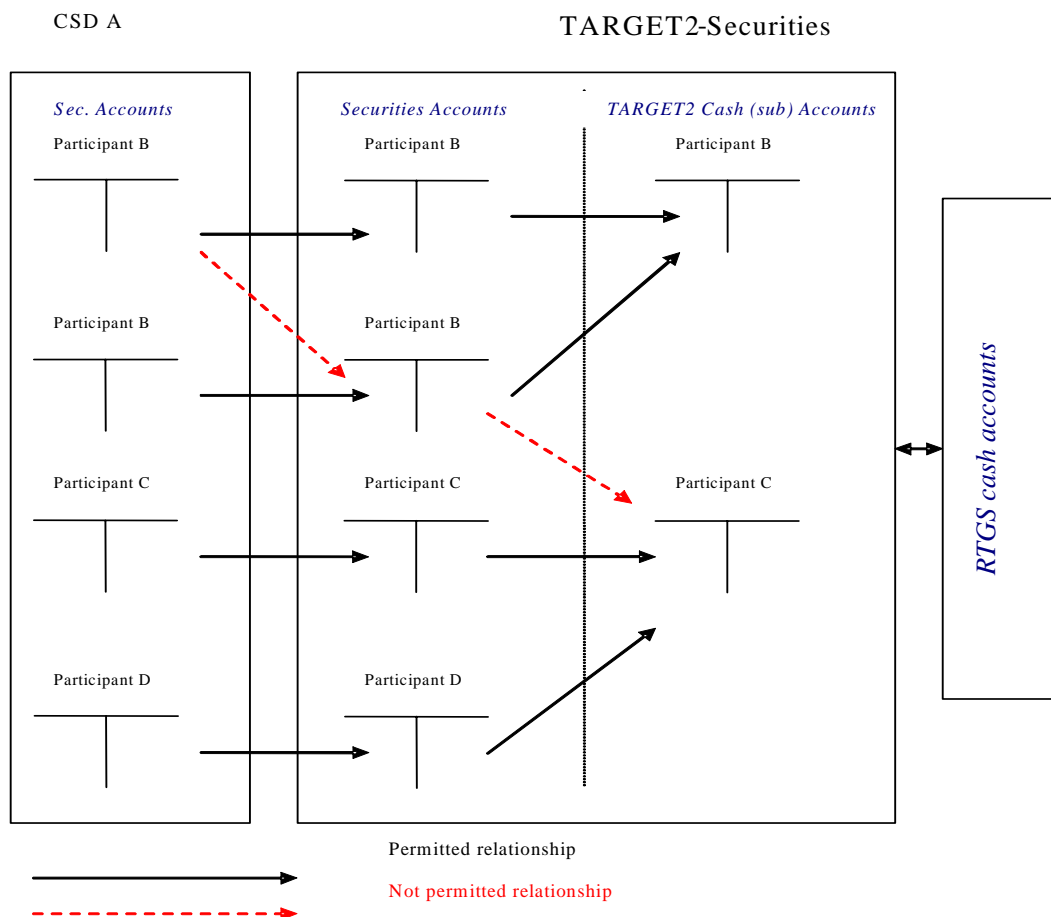 CSD A
TARGET2-Securities
Sec. Accounts
Securities Accounts
TARGET2 Cash (sub) Accounts
Participant B
Participant B
Participant B
Participant B
Participant B
Participant C
Participant C
Participant C
Participant D
Participant D
RTGS cash accounts
Permitted relationship
Not permitted relationship